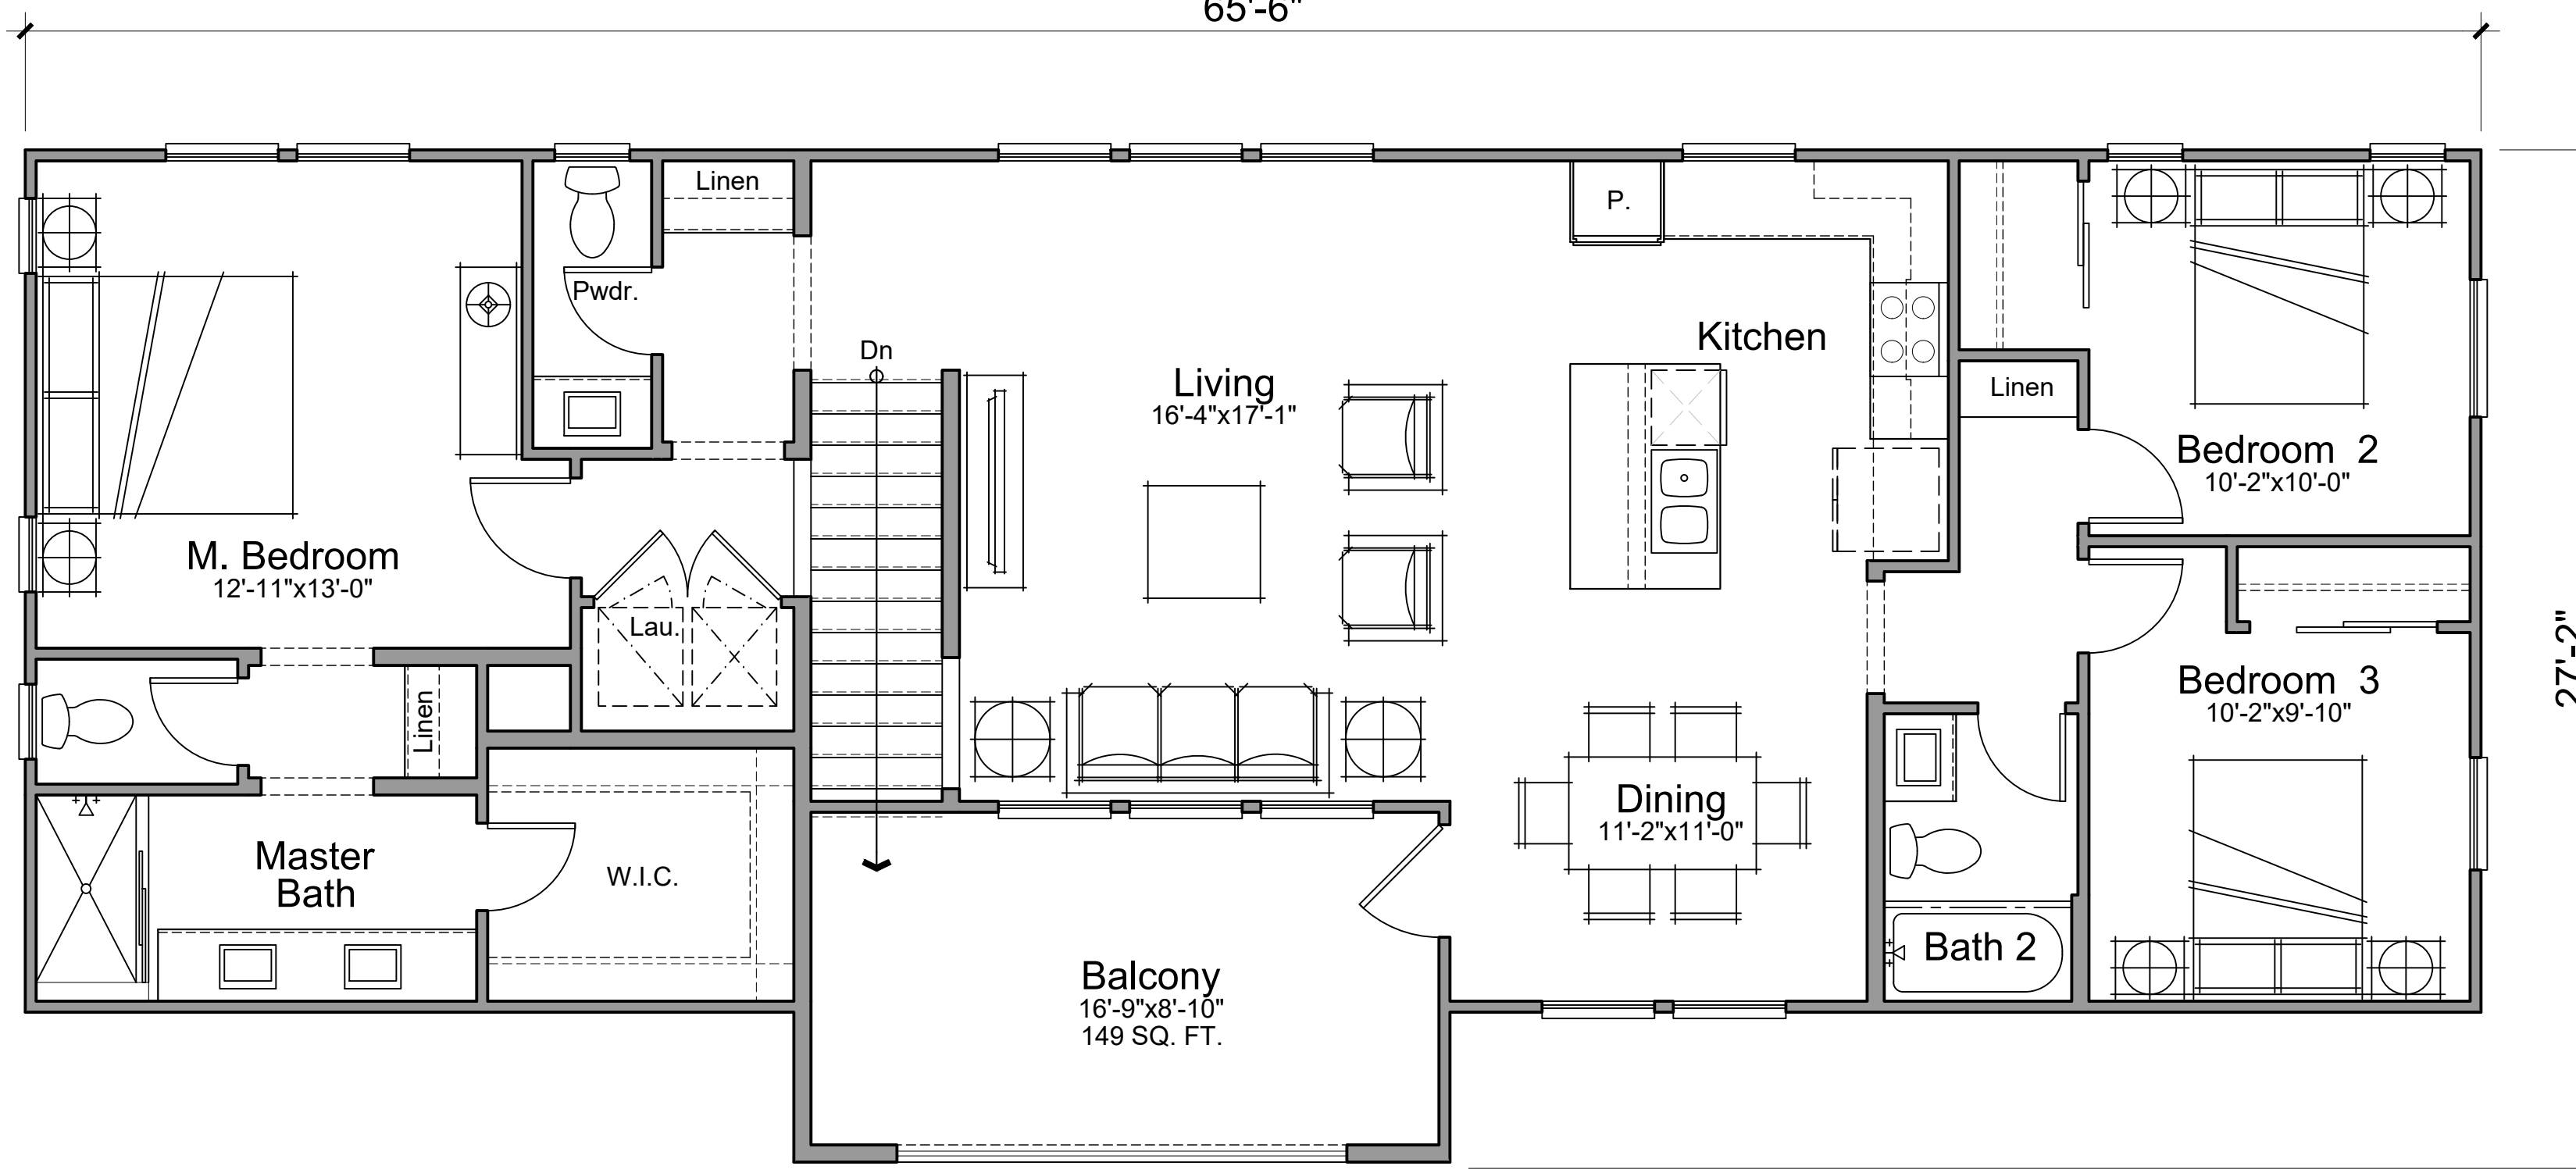 65'-6"
Linen
P.
Pwdr.
Dn
Kitchen
Living
16'-4"x17'-1"
Linen
Bedroom 2
10'-2"x10'-0"
M. Bedroom
12'-11"x13'-0"
Lau.
27'-2"
Bedroom 3
10'-2"x9'-10"
Linen
Dining
11'-2"x11'-0"
Master
Bath
W.I.C.
Bath 2
Balcony
16'-9"x8'-10"
149 SQ. FT.